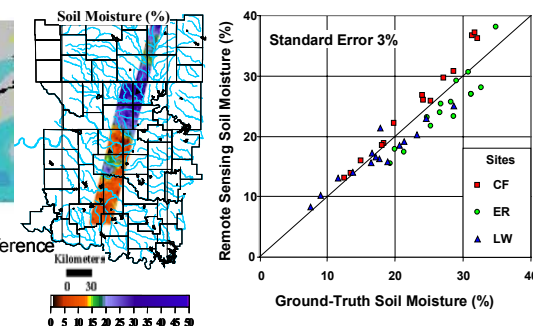 Soil Moisture (%)
erence
Kilometers
0 30
0 5 10 15 20 25 30 35 40 45 50
Remote Sensing Soil Moisture (%)
40
30
20
10
0
Standard Error 3%
Sites
CF
ER
LW
0 10 20 30 40
Ground-Truth Soil Moisture (%)